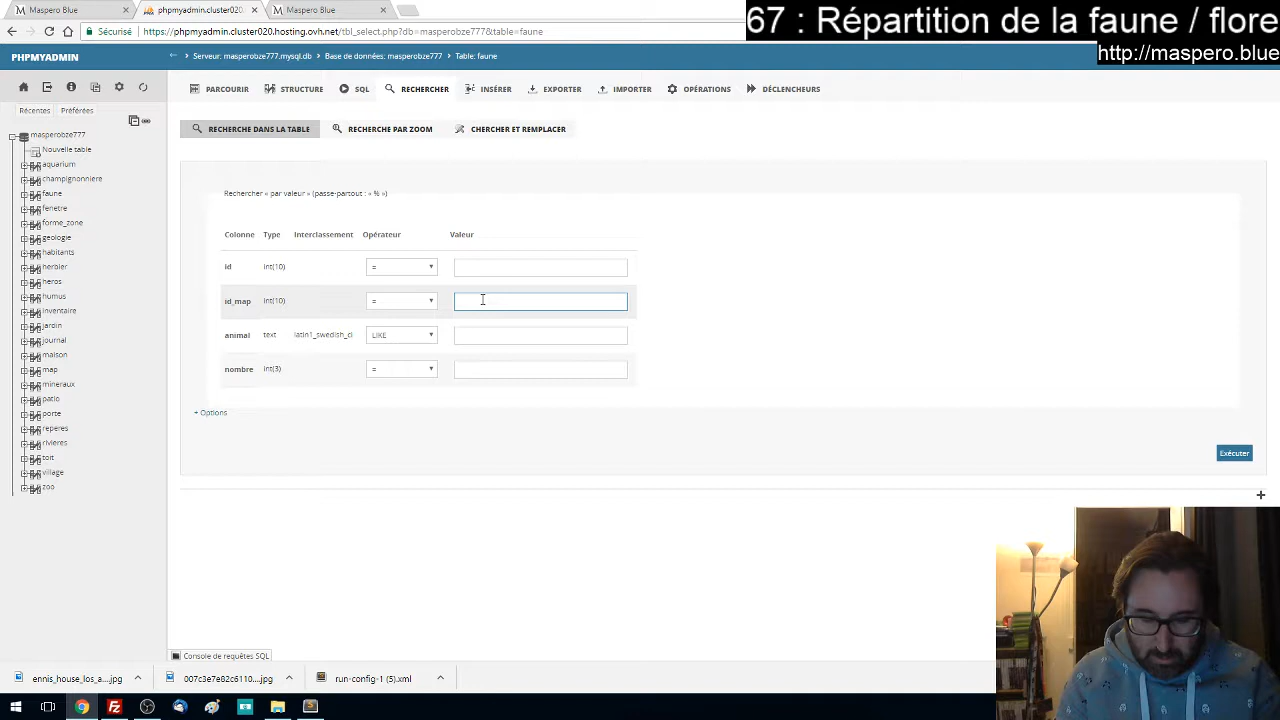 Maspero Blue
phpmyadmin.cluster020.
Maspero Blue
Sécurisé
https://phpmyadmin.cluster020.hosting.ovh.net/tbl_select.php?db=masperobze777&table=faune
67 : Répartition de la faune / flore
http://maspero.blue
PHPMYADMIN
Serveur: masperobze777.mysql.db » Base de données: masperobze777 » Table: faune
PARCOURIR
STRUCTURE
SQL
RECHERCHER
INSÉRER
EXPORTER
IMPORTER
OPÉRATIONS
DÉCLENCHEURS
Récentes
Préférées
masperobze777
Nouvelle table
aquarium
champignonniere
faune
fenetre
forme_zone
geologie
habitants
herbier
heros
humus
inventaire
jardin
journal
maison
map
mineraux
patio
porte
reperes
rivieres
toit
village
zoo
RECHERCHE DANS LA TABLE
RECHERCHE PAR ZOOM
CHERCHER ET REMPLACER
Rechercher « par valeur » (passe-partout : « % »)
Colonne Type Interclassement Opérateur Valeur
id int(10) =
id_map int(10) =
animal text latin1_swedish_ci LIKE
nombre int(3) =
+ Options
Exécuter
Console de requêtes SQL
ennis_house_los_a....jpg
007c3e7e82c6110....jpg
run-config-1 (5).xml